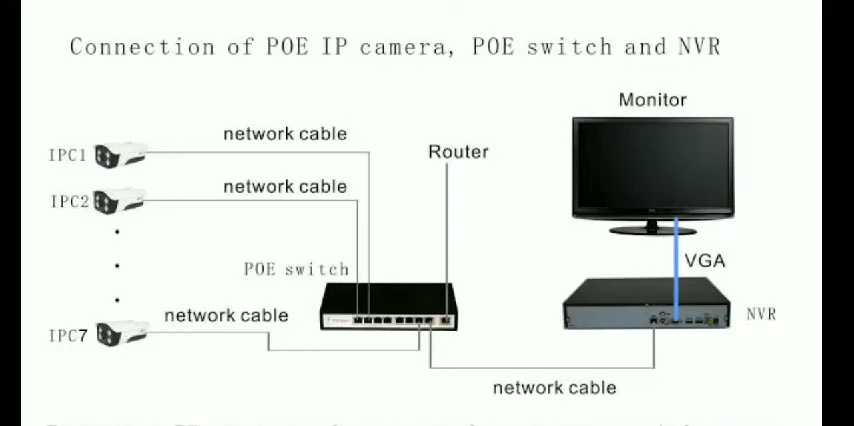 Connection of POE IP camera, POE switch and NVR
Monitor
network cable
IPC1
Router
network cable
IPC2
VGA
POE switch
network cable
NVR
IPC7
network cable